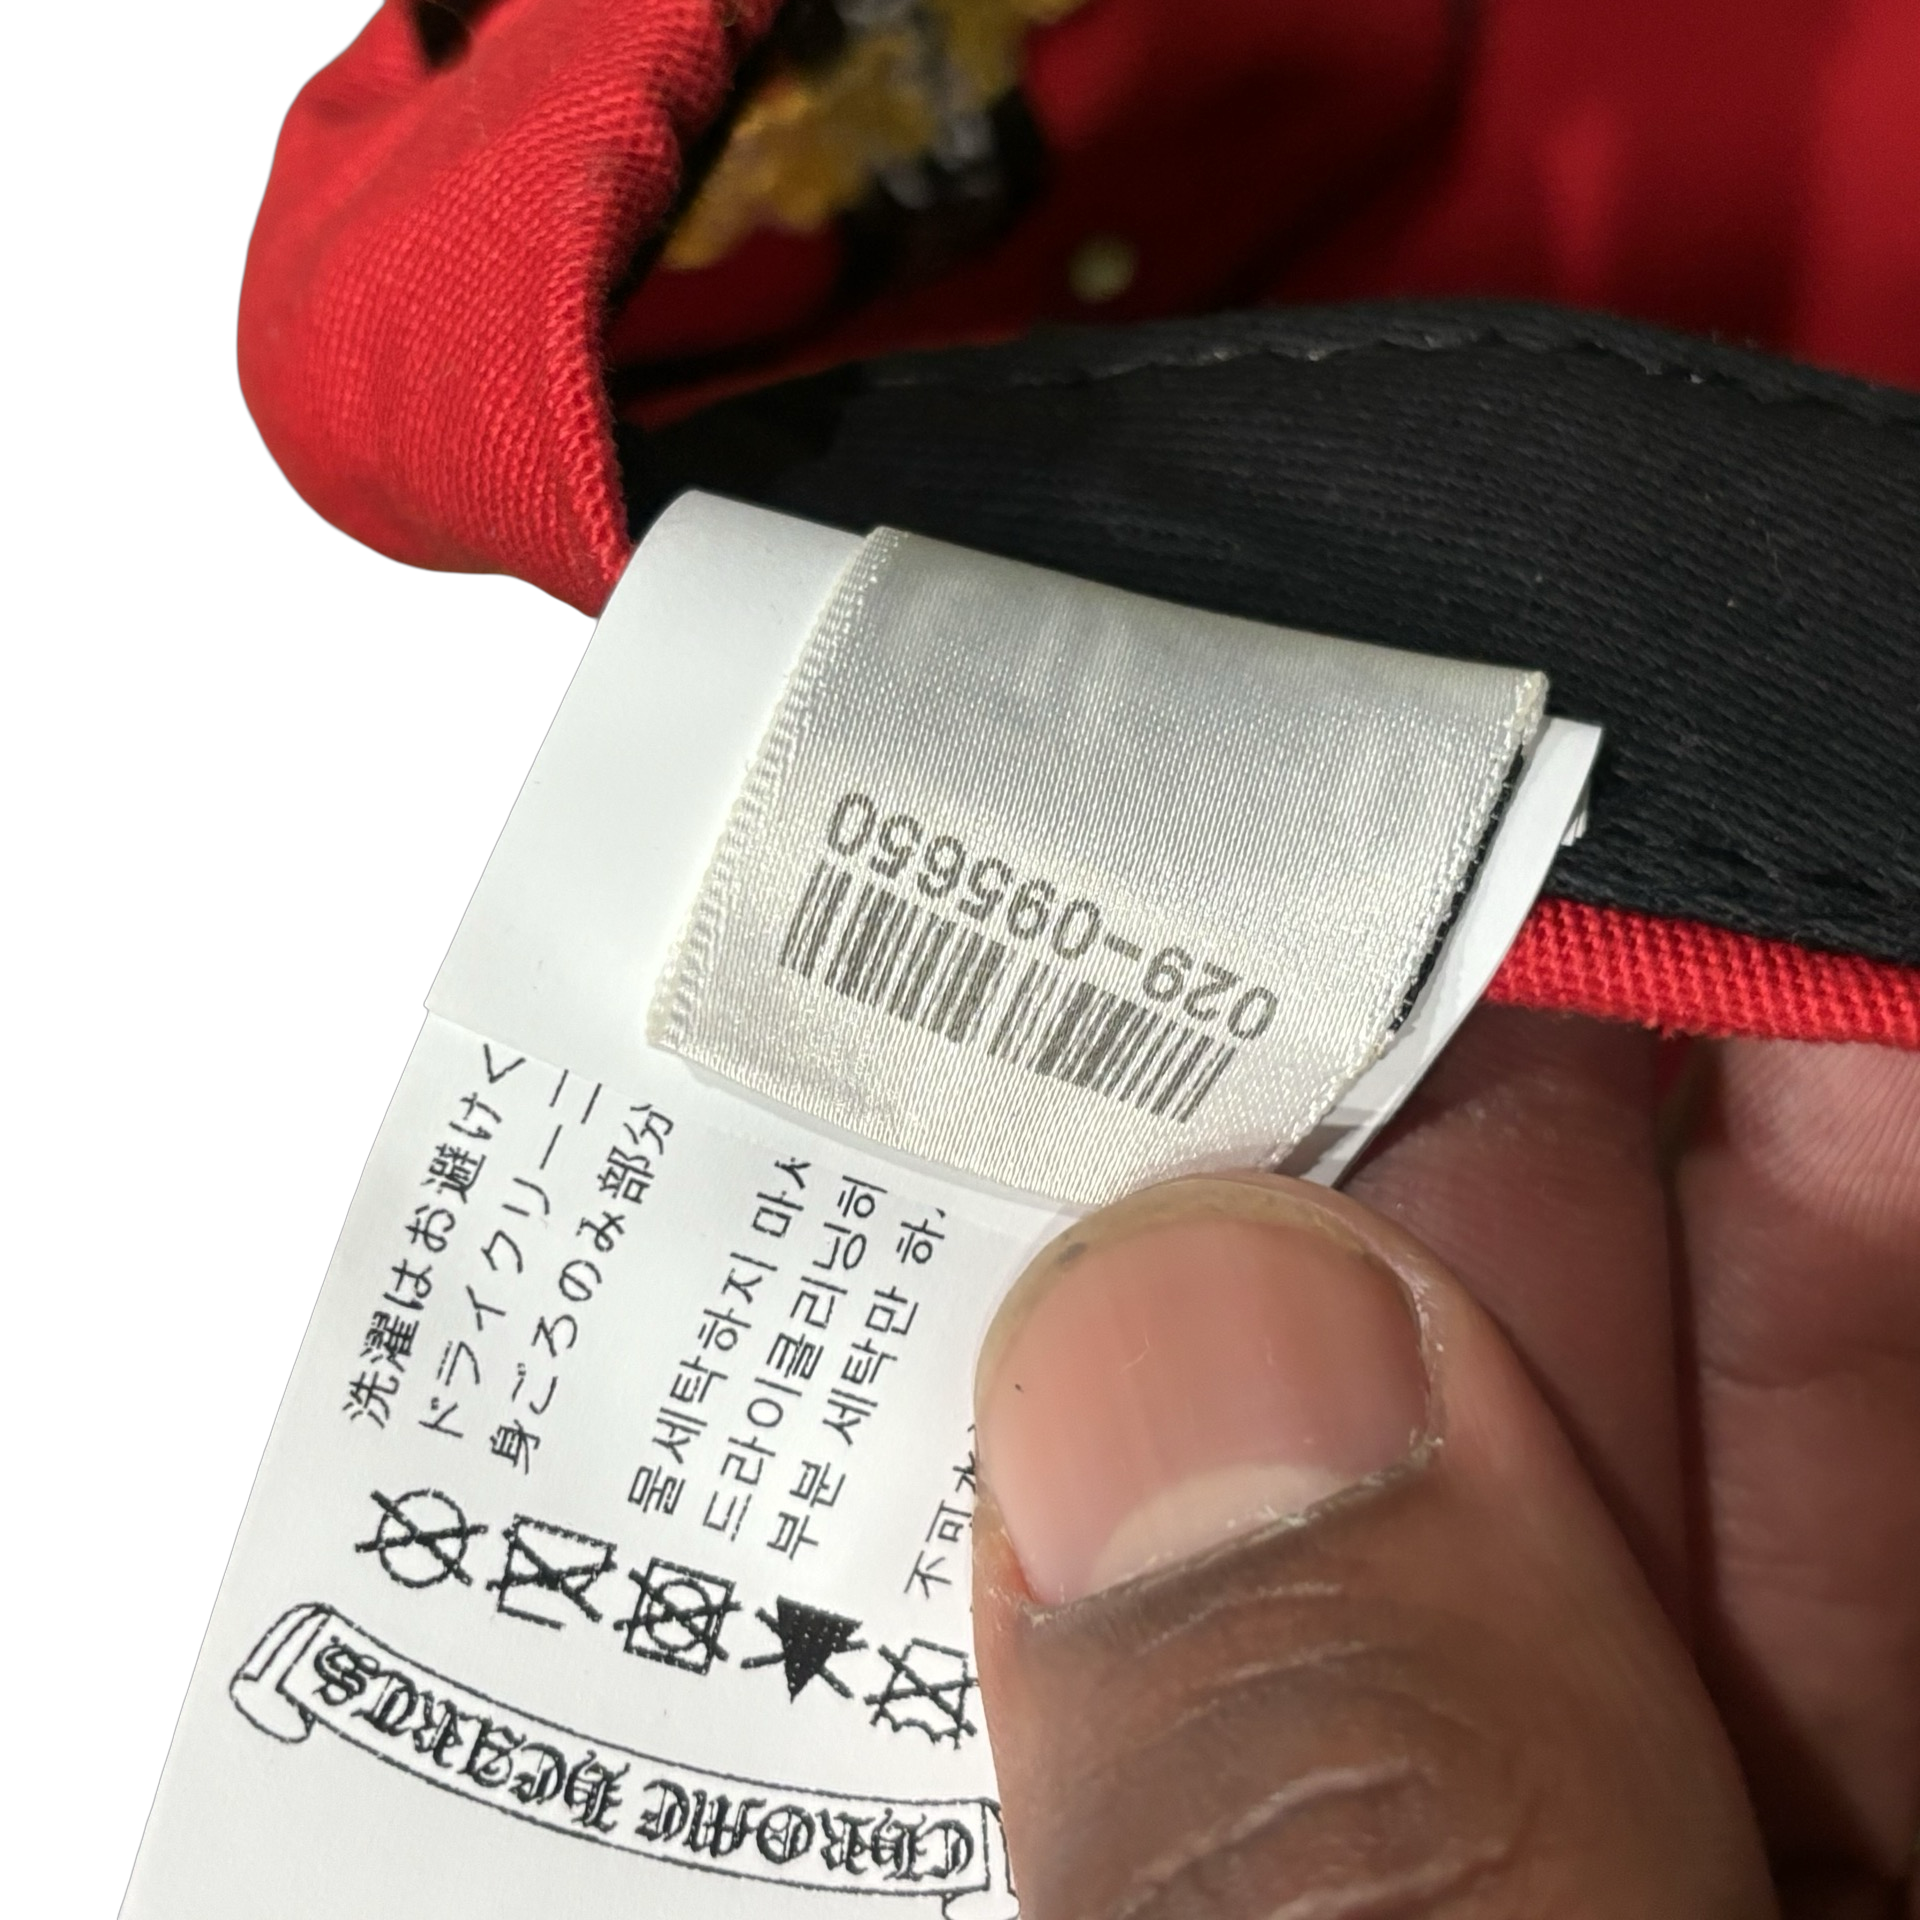 029-095650
洗濯はお避けく
ドライクリーニ
身ごろのみ部分
물세탁하지 마
드라이클리닝
부분 세탁만 하
不可
CHROME HEARTS